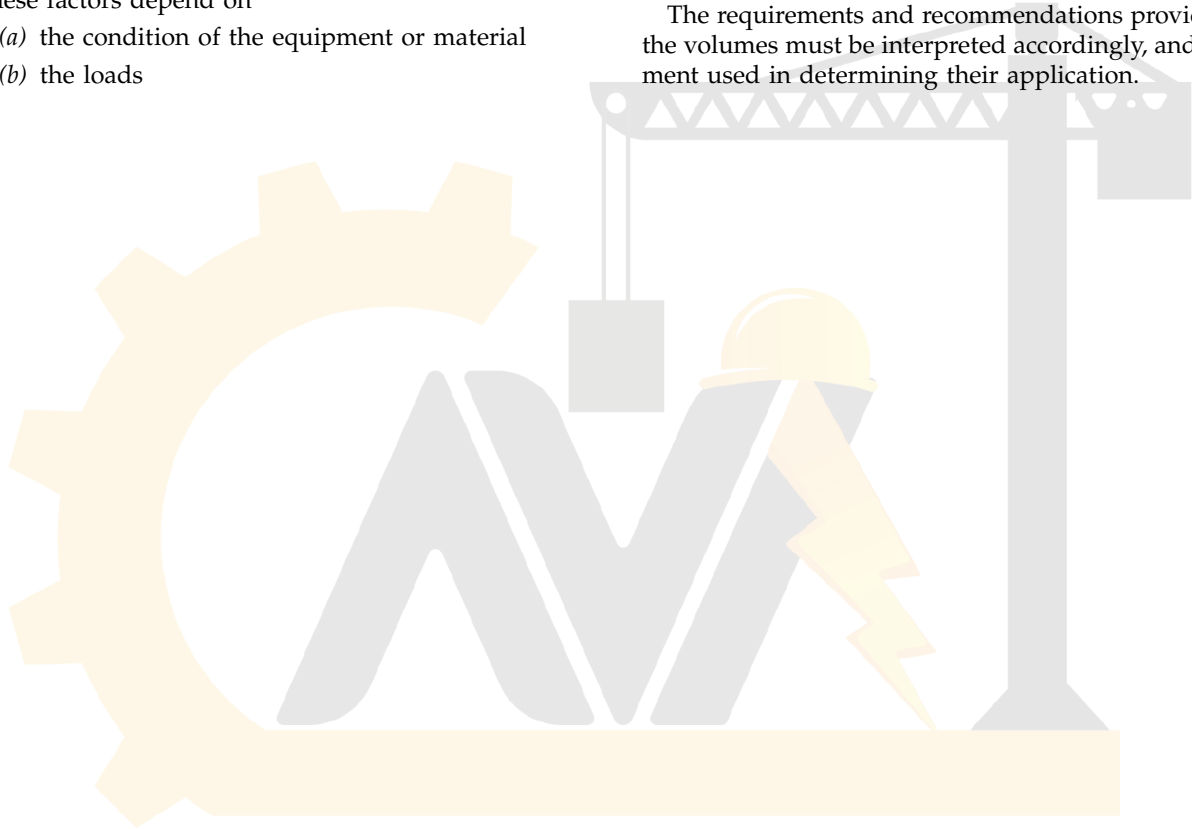 ese factors depend on
(a) the condition of the equipment or material
(b) the loads
The requirements and recommendations provi
the volumes must be interpreted accordingly, and
ment used in determining their application.